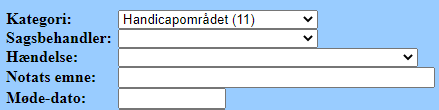 Kategori: Handicapområdet (11)
Sagsbehandler:
Hændelse:
Notats emne:
Møde-dato: